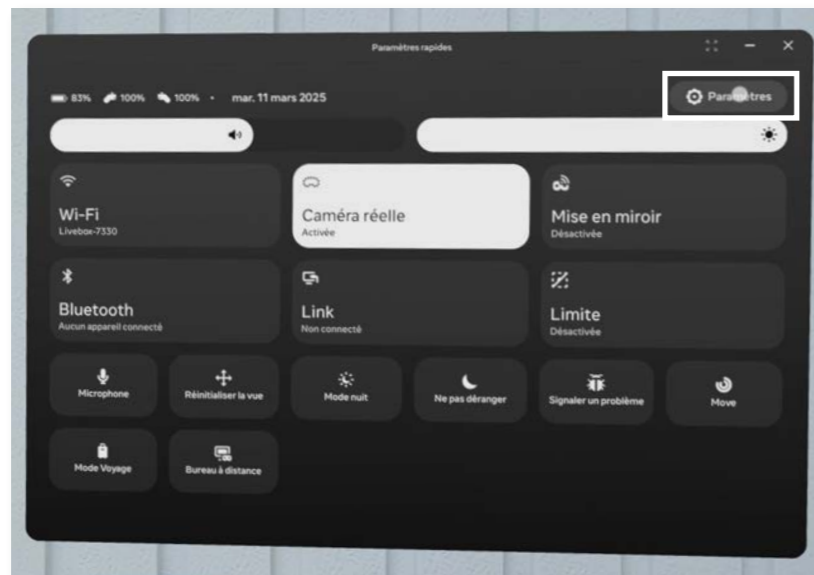 Paramètres rapides
83% 100% 100% • mar. 11 mars 2025
Paramètres
Wi-Fi
Livebox-7330
Caméra réelle
Activée
Mise en miroir
Désactivée
Bluetooth
Aucun appareil connecté
Link
Non connecté
Limite
Désactivée
Microphone
Réinitialiser la vue
Mode nuit
Ne pas déranger
Signaler un problème
Move
Mode Voyage
Bureau à distance